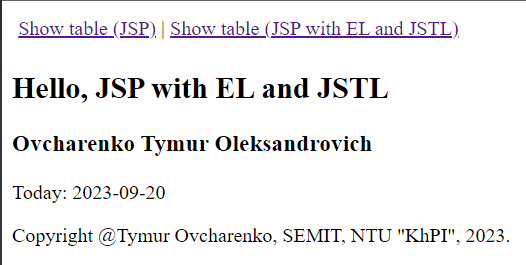 Show table (JSP) | Show table (JSP with EL and JSTL)
Hello, JSP with EL and JSTL
Ovcharenko Tymur Oleksandrovich
Today: 2023-09-20
Copyright @Tymur Ovcharenko, SEMIT, NTU "KhPI", 2023.